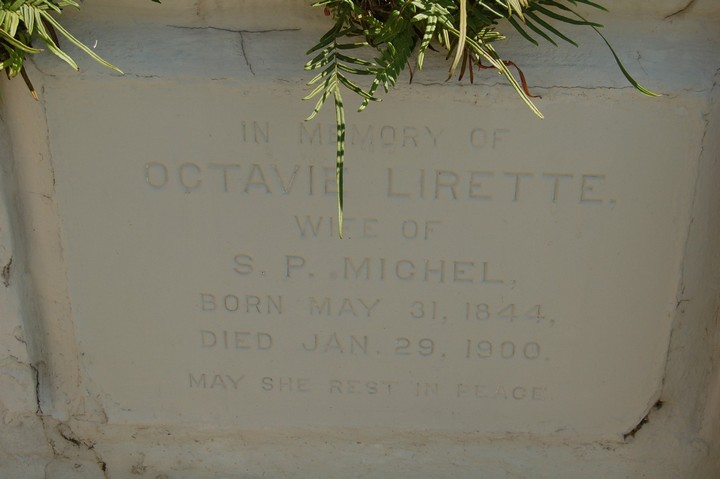 IN MEMORY OF
OCTAVIE LIRETTE.
WIFE OF
S. P. MICHEL,
BORN MAY 31, 1844,
DIED JAN. 29, 1900.
MAY SHE REST IN PEACE